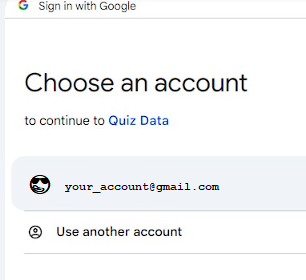 Sign in with Google
Choose an account
to continue to Quiz Data
your_account@gmail.com
Use another account